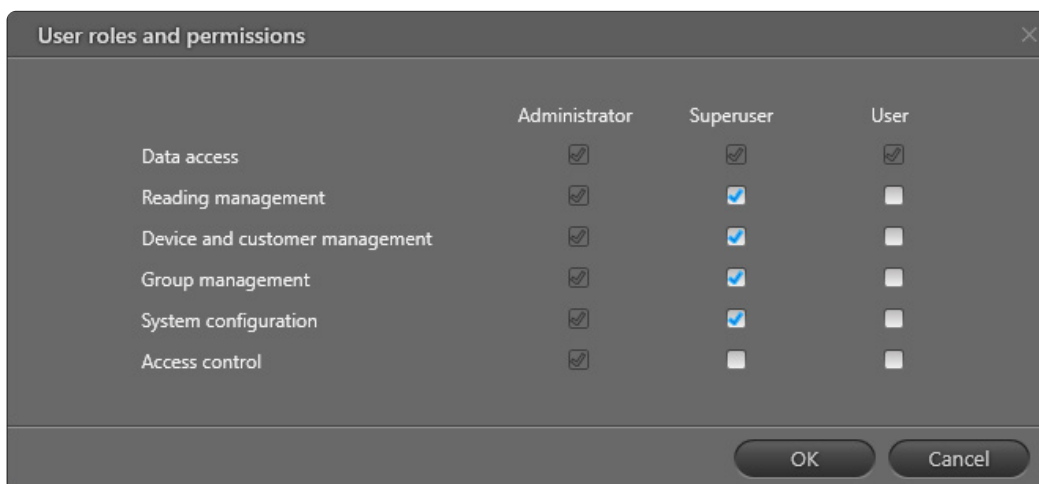 User roles and permissions
Administrator Superuser User
Data access
Reading management
Device and customer management
Group management
System configuration
Access control
OK Cancel